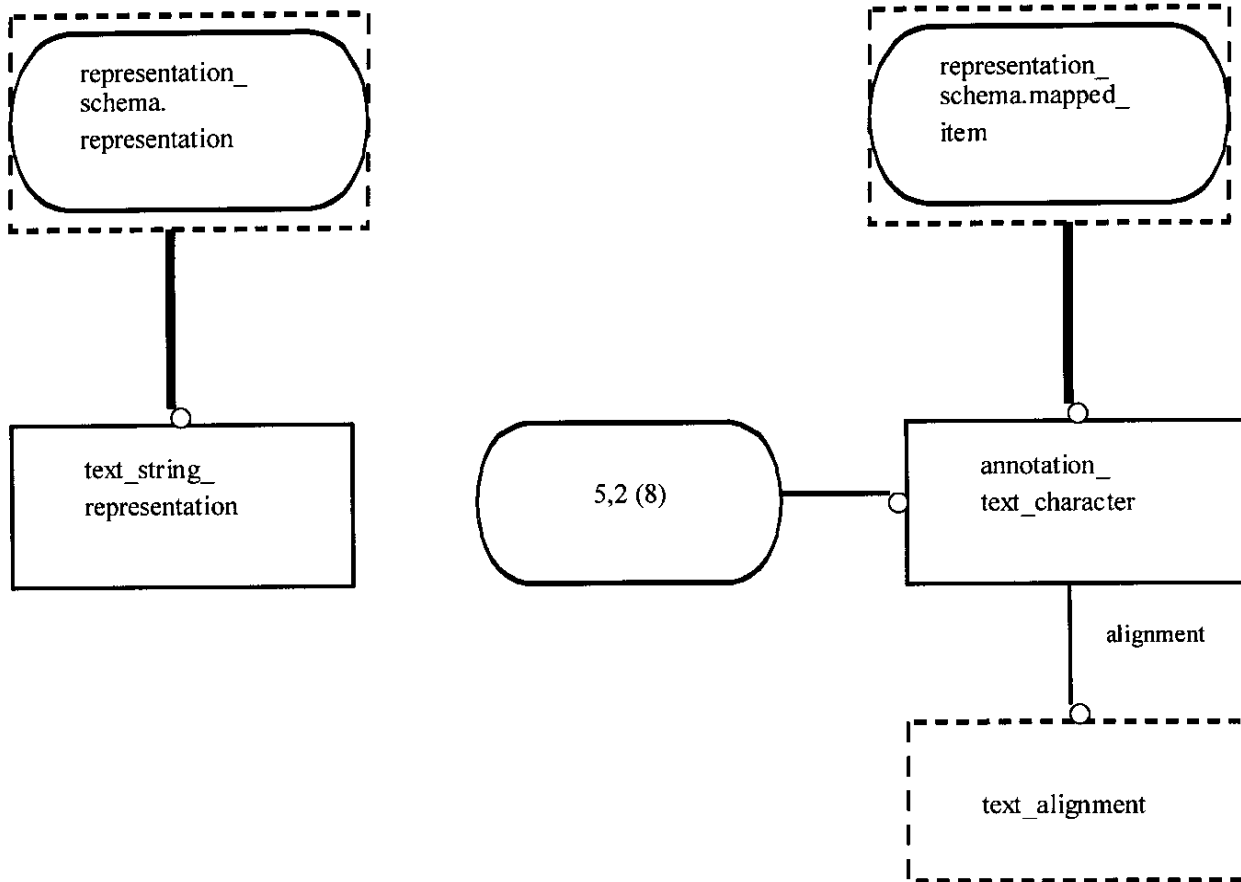 representation_
schema.
representation
representation_
schema.mapped_
item
text_string_
representation
5,2 (8)
annotation_
text_character
alignment
text_alignment